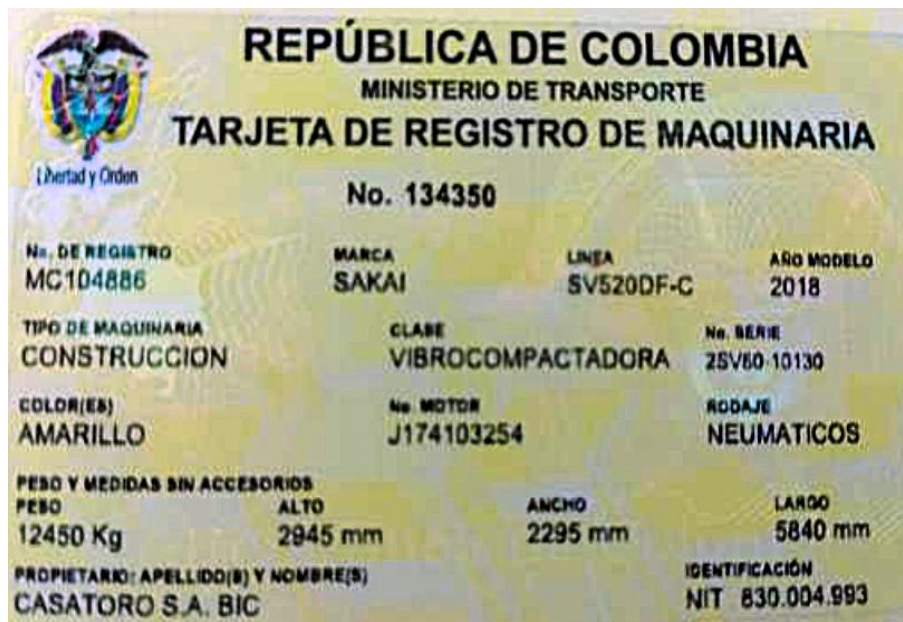 REPÚBLICA DE COLOMBIA
MINISTERIO DE TRANSPORTE
TARJETA DE REGISTRO DE MAQUINARIA
Libertad y Orden
No. 134350
No. DE REGISTRO MARCA LINEA AÑO MODELO
MC104886 SAKAI SV520DF-C 2018
TIPO DE MAQUINARIA CLASE No. SERIE
CONSTRUCCION VIBROCOMPACTADORA 2SV60-10130
COLOR(ES) No MOTOR RODAJE
AMARILLO J174103254 NEUMATICOS
PESO Y MEDIDAS SIN ACCESORIOS
PESO ALTO ANCHO LARGO
12450 Kg 2945 mm 2295 mm 5840 mm
PROPIETARIO: APELLIDO(S) Y NOMBRE(S) IDENTIFICACIÓN
CASATORO S.A. BIC NIT 830.004.993